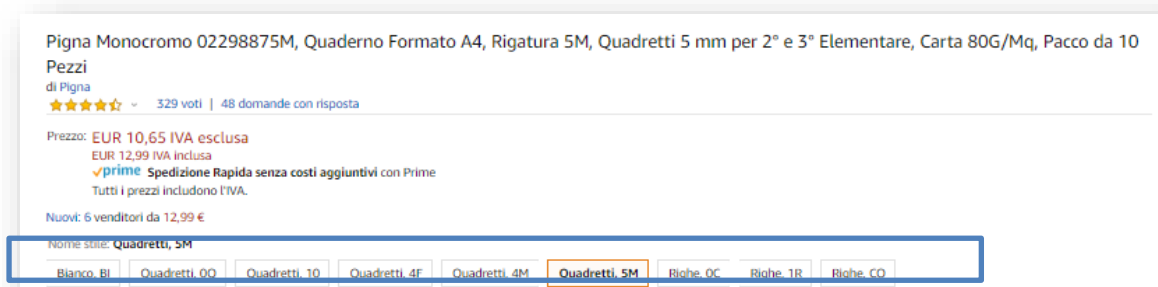 Pigna Monocromo 02298875M, Quaderno Formato A4, Rigatura 5M, Quadretti 5 mm per 2° e 3° Elementare, Carta 80G/Mq, Pacco da 10
Pezzi
di Pigna
329 voti | 48 domande con risposta
Prezzo: EUR 10,65 IVA esclusa
EUR 12,99 IVA inclusa
prime Spedizione Rapida senza costi aggiuntivi con Prime
Tutti i prezzi includono l'IVA.
Nuovi: 6 venditori da 12,99 €
Nome stile: Quadretti, 5M
Bianco, BI Quadretti, 0Q Quadretti, 10 Quadretti, 4F Quadretti, 4M Quadretti, 5M Righe, 0C Righe, 1R Righe, CO